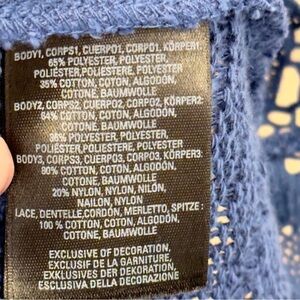 BODY1, CORPS1, CUERPO1, CORPO1, KÖRPER1:
65% POLYESTER, POLYESTER,
POLIÉSTER,POLIESTERE, POLYESTER
35% COTTON, COTON, ALGODÓN,
COTONE, BAUMWOLLE
BODY2, CORPS2, CUERPO2, CORPO2, KÖRPER2:
64% COTTON, COTON, ALGODÓN,
COTONE, BAUMWOLLE
36% POLYESTER, POLYESTER,
POLIÉSTER,POLIESTERE, POLYESTER
BODY3, CORPS3, CUERPO3, CORPO3, KÖRPER3:
80% COTTON, COTON, ALGODÓN,
COTONE, BAUMWOLLE
20% NYLON, NYLON, NILÓN,
NAILON, NYLON
LACE, DENTELLE,CORDÓN, MERLETTO, SPITZE :
100 % COTTON, COTON, ALGODÓN,
COTONE, BAUMWOLLE
EXCLUSIVE OF DECORATION,
EXCLUSIF DE LA GARNITURE,
EXKLUSIVES DER DEKORATION,
ESCLUSIVA DELLA DECORAZIONE